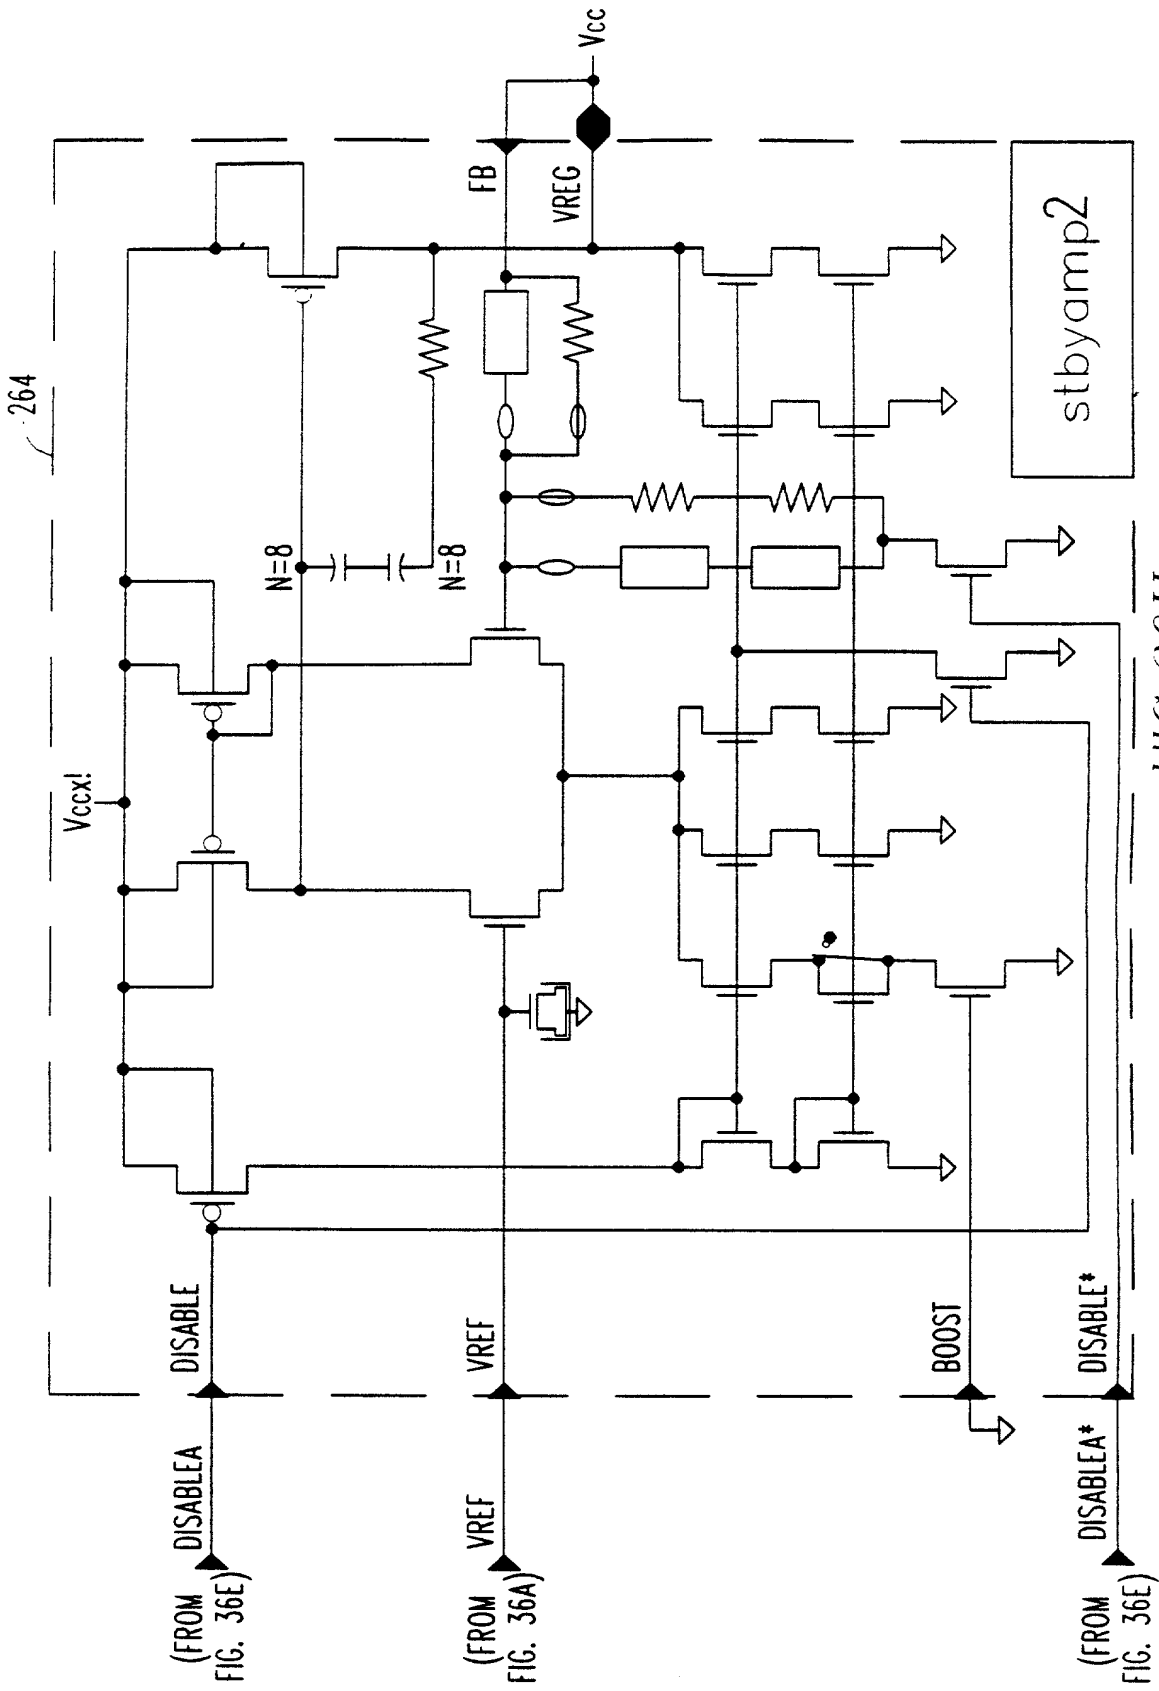 264
Vccx!
DISABLEA
DISABLE
(FROM
FIG. 36E)
N=8
N=8
FB
VREG
Vcc
VREF
VREF
(FROM
FIG. 36A)
BOOST
DISABLEA*
DISABLE*
(FROM
FIG. 36E)
stbyamp2